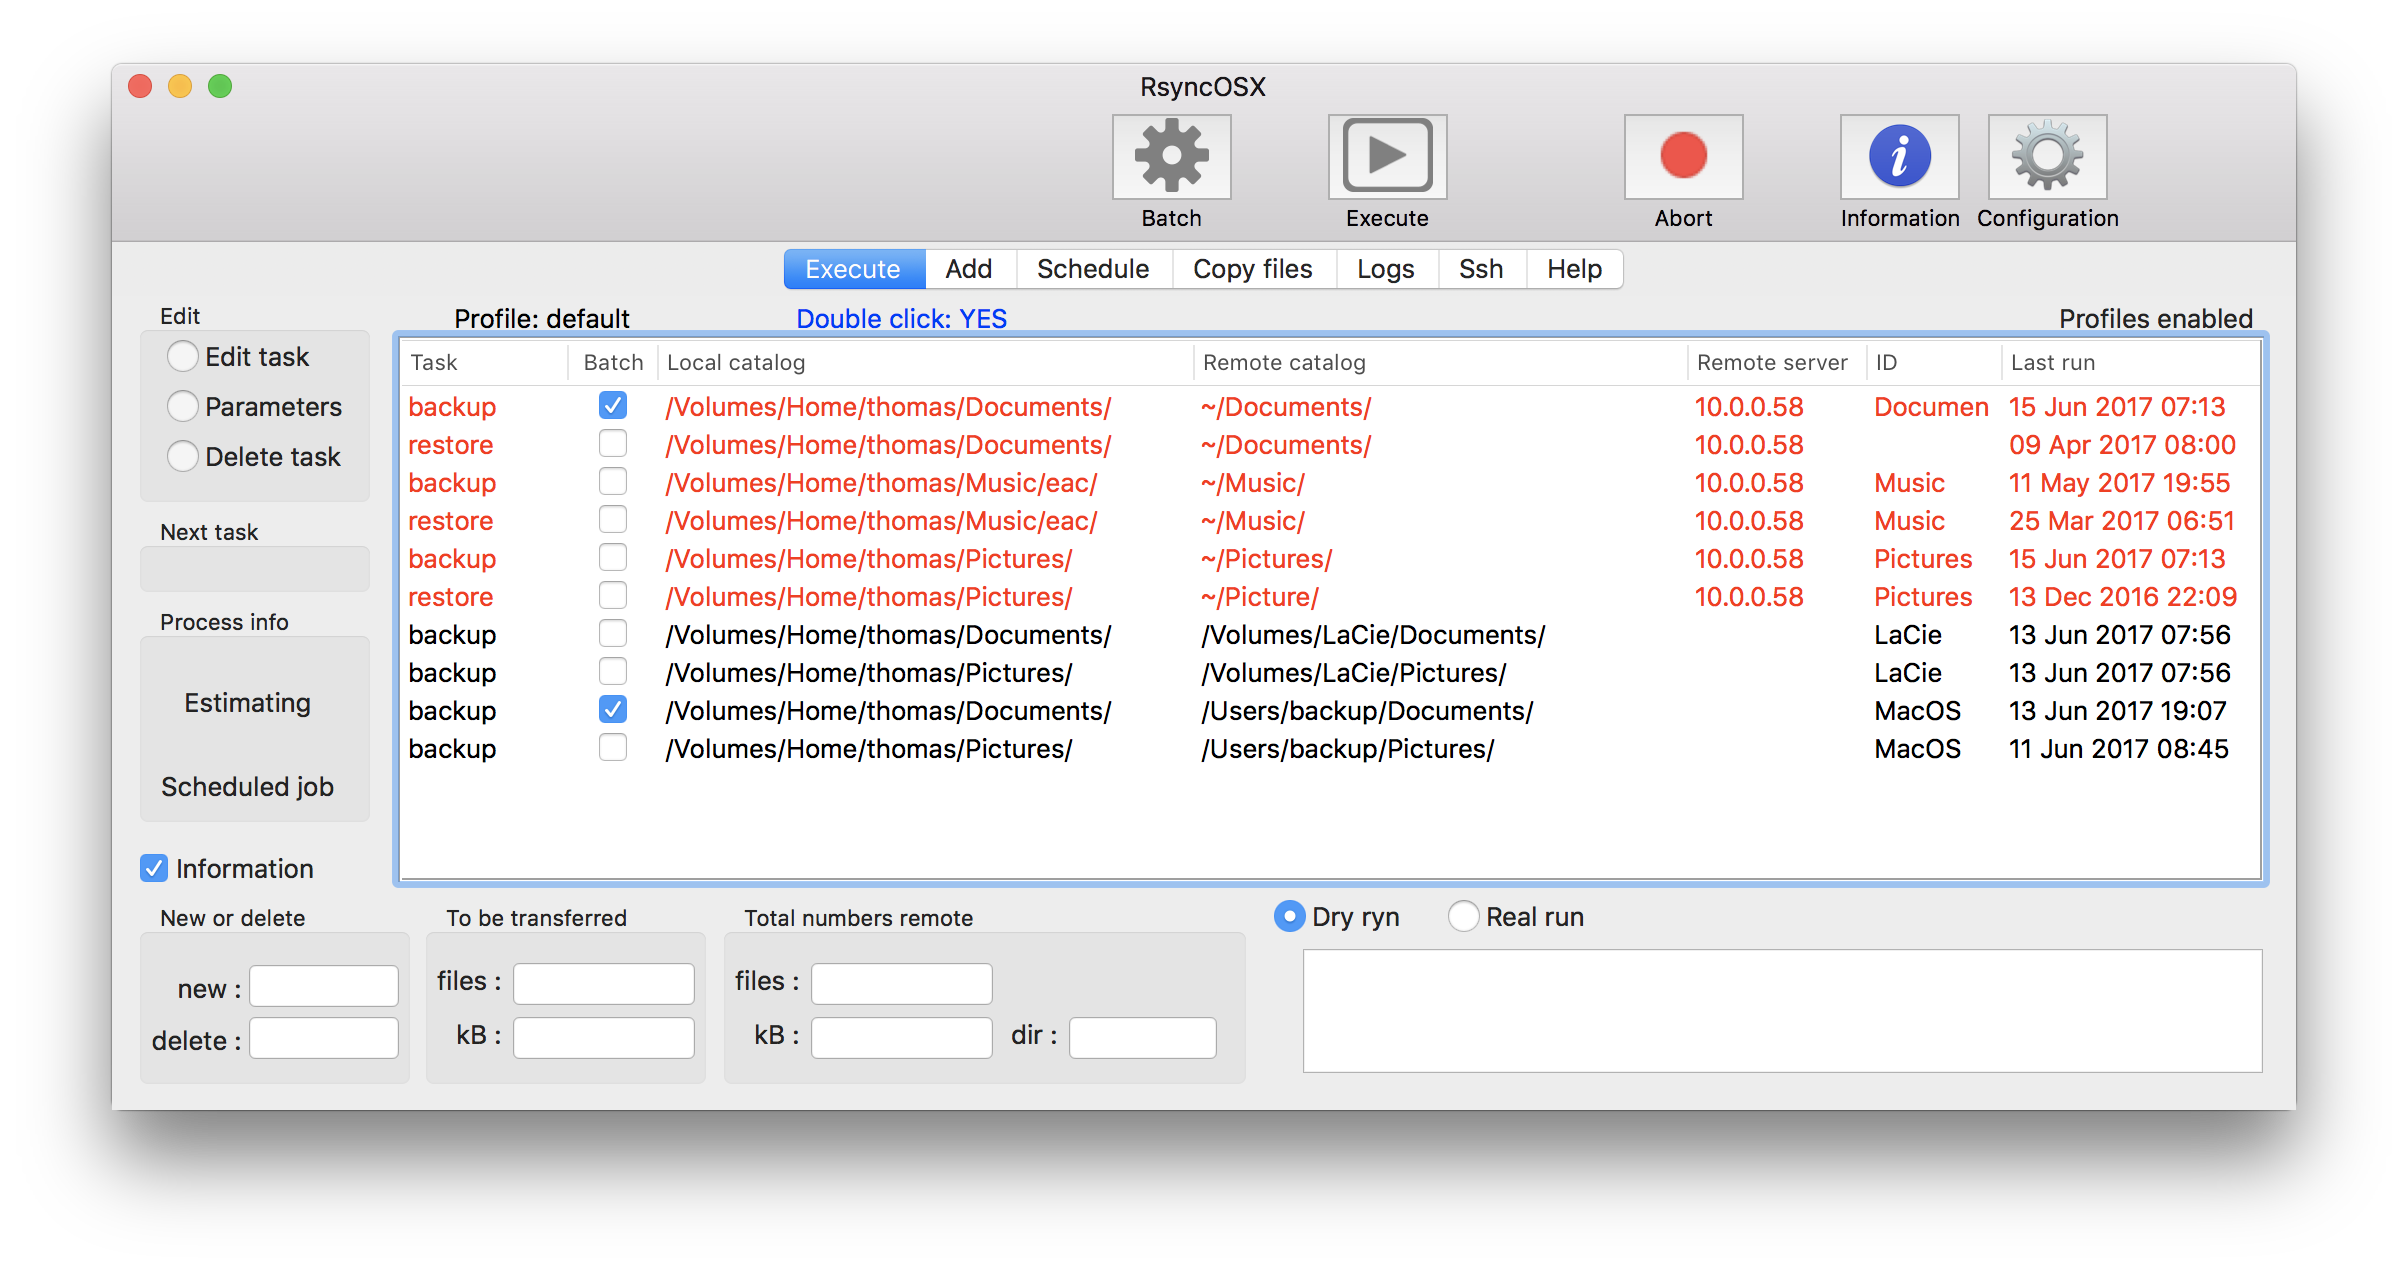 RsyncOSX
Batch Execute Abort Information Configuration
Execute Add Schedule Copy files Logs Ssh Help
Edit
Profile: default Double click: YES Profiles enabled
Edit task
Parameters
Delete task
Next task
Process info
Estimating
Scheduled job
Information
Task Batch Local catalog Remote catalog Remote server ID Last run
backup /Volumes/Home/thomas/Documents/ ~/Documents/ 10.0.0.58 Documen 15 Jun 2017 07:13
restore /Volumes/Home/thomas/Documents/ ~/Documents/ 10.0.0.58 09 Apr 2017 08:00
backup /Volumes/Home/thomas/Music/eac/ ~/Music/ 10.0.0.58 Music 11 May 2017 19:55
restore /Volumes/Home/thomas/Music/eac/ ~/Music/ 10.0.0.58 Music 25 Mar 2017 06:51
backup /Volumes/Home/thomas/Pictures/ ~/Pictures/ 10.0.0.58 Pictures 15 Jun 2017 07:13
restore /Volumes/Home/thomas/Pictures/ ~/Picture/ 10.0.0.58 Pictures 13 Dec 2016 22:09
backup /Volumes/Home/thomas/Documents/ /Volumes/LaCie/Documents/ LaCie 13 Jun 2017 07:56
backup /Volumes/Home/thomas/Pictures/ /Volumes/LaCie/Pictures/ LaCie 13 Jun 2017 07:56
backup /Volumes/Home/thomas/Documents/ /Users/backup/Documents/ MacOS 13 Jun 2017 19:07
backup /Volumes/Home/thomas/Pictures/ /Users/backup/Pictures/ MacOS 11 Jun 2017 08:45
New or delete
new :
delete :
To be transferred
files :
kB :
Total numbers remote
files :
kB : dir :
Dry ryn Real run